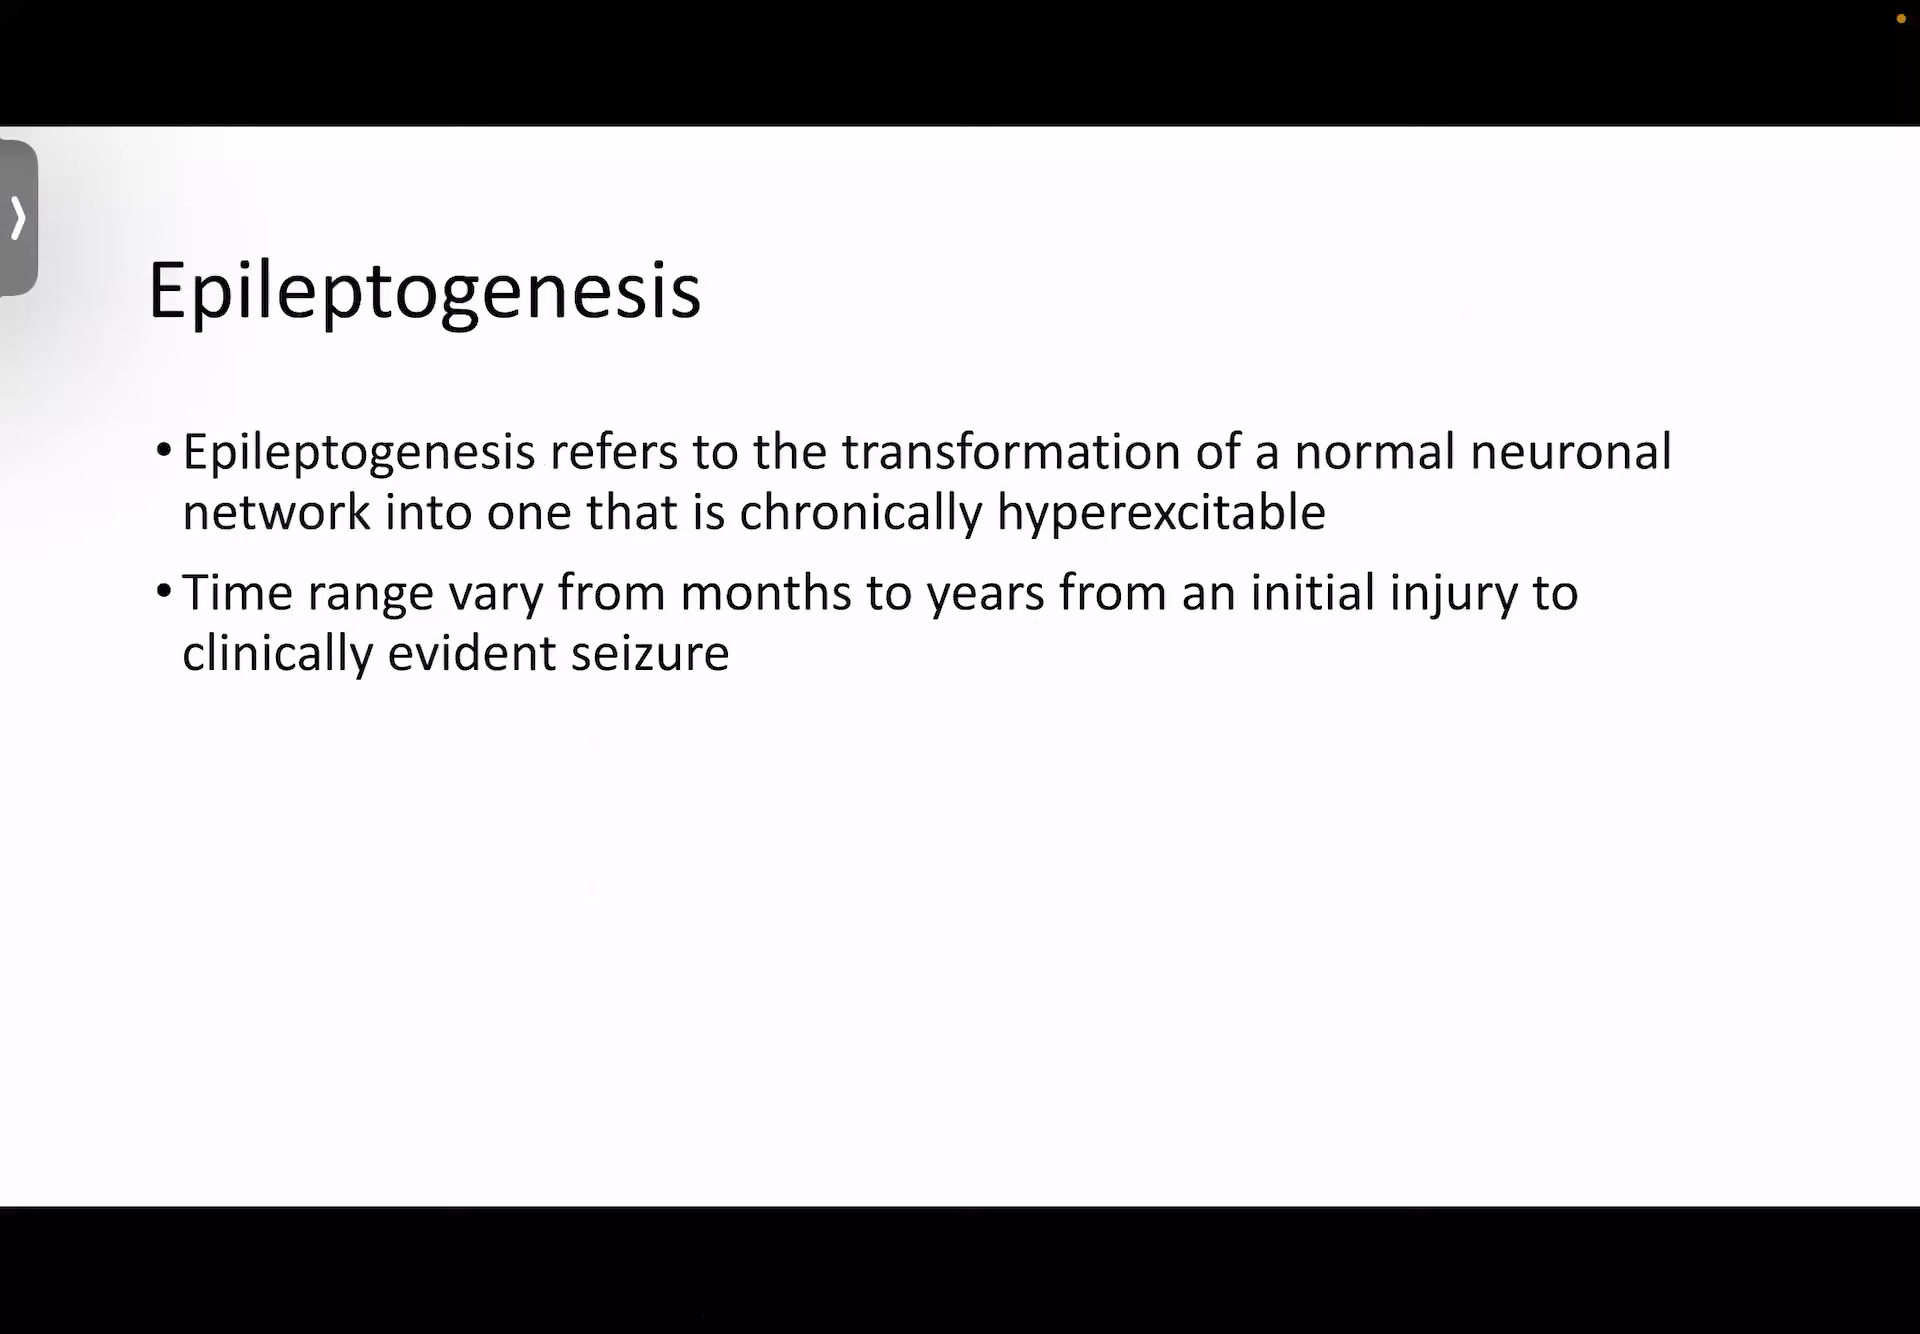 Epileptogenesis
• Epileptogenesis refers to the transformation of a normal neuronal
network into one that is chronically hyperexcitable
• Time range vary from months to years from an initial injury to
clinically evident seizure